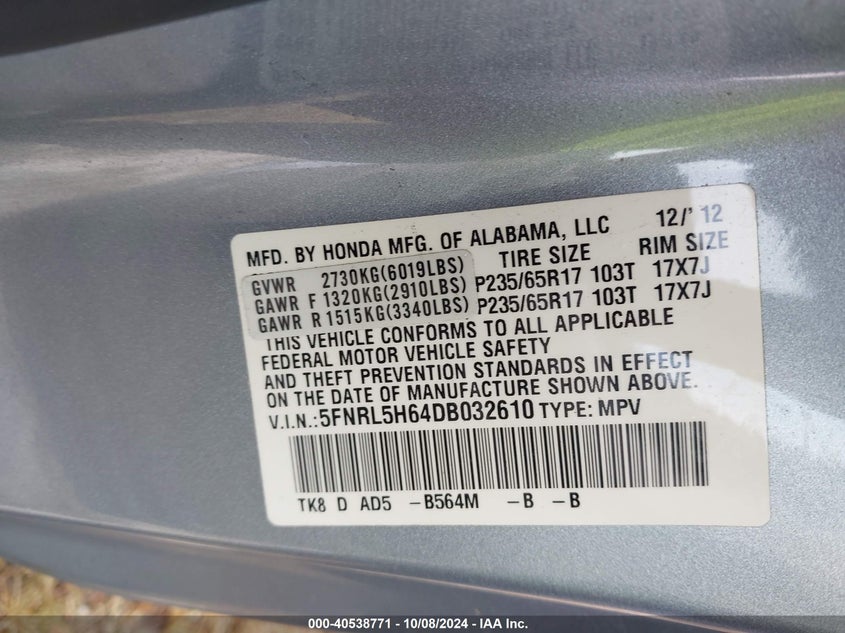 MFD. BY HONDA MFG. OF ALABAMA, LLC 12/'12
TIRE SIZE RIM SIZE
GVWR 2730KG(6019LBS)
GAWR F 1320KG(2910LBS) P235/65R17 103T 17X7J
GAWR R 1515KG(3340LBS) P235/65R17 103T 17X7J
THIS VEHICLE CONFORMS TO ALL APPLICABLE
FEDERAL MOTOR VEHICLE SAFETY
AND THEFT PREVENTION STANDARDS IN EFFECT
ON THE DATE OF MANUFACTURE SHOWN ABOVE.
V.I.N.:5FNRL5H64DB032610 TYPE: MPV
TK8 D AD5 -B564M -B -B
000-40538771 - 10/08/2024 - IAA Inc.